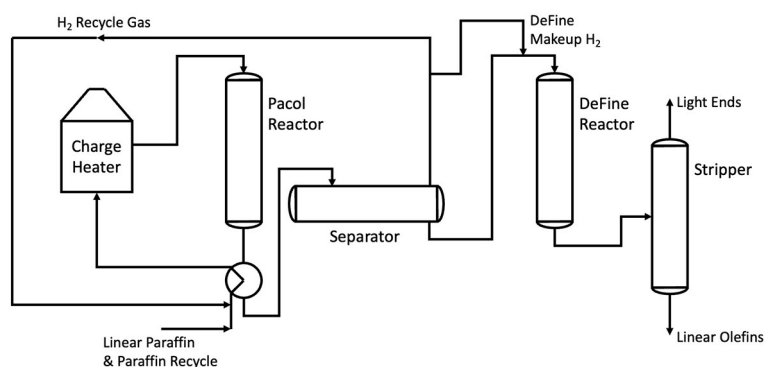 H₂ Recycle Gas
DeFine
Makeup H₂
Pacol
Reactor
DeFine
Reactor
Light Ends
Charge
Heater
Stripper
Separator
Linear Paraffin
& Paraffin Recycle
Linear Olefins